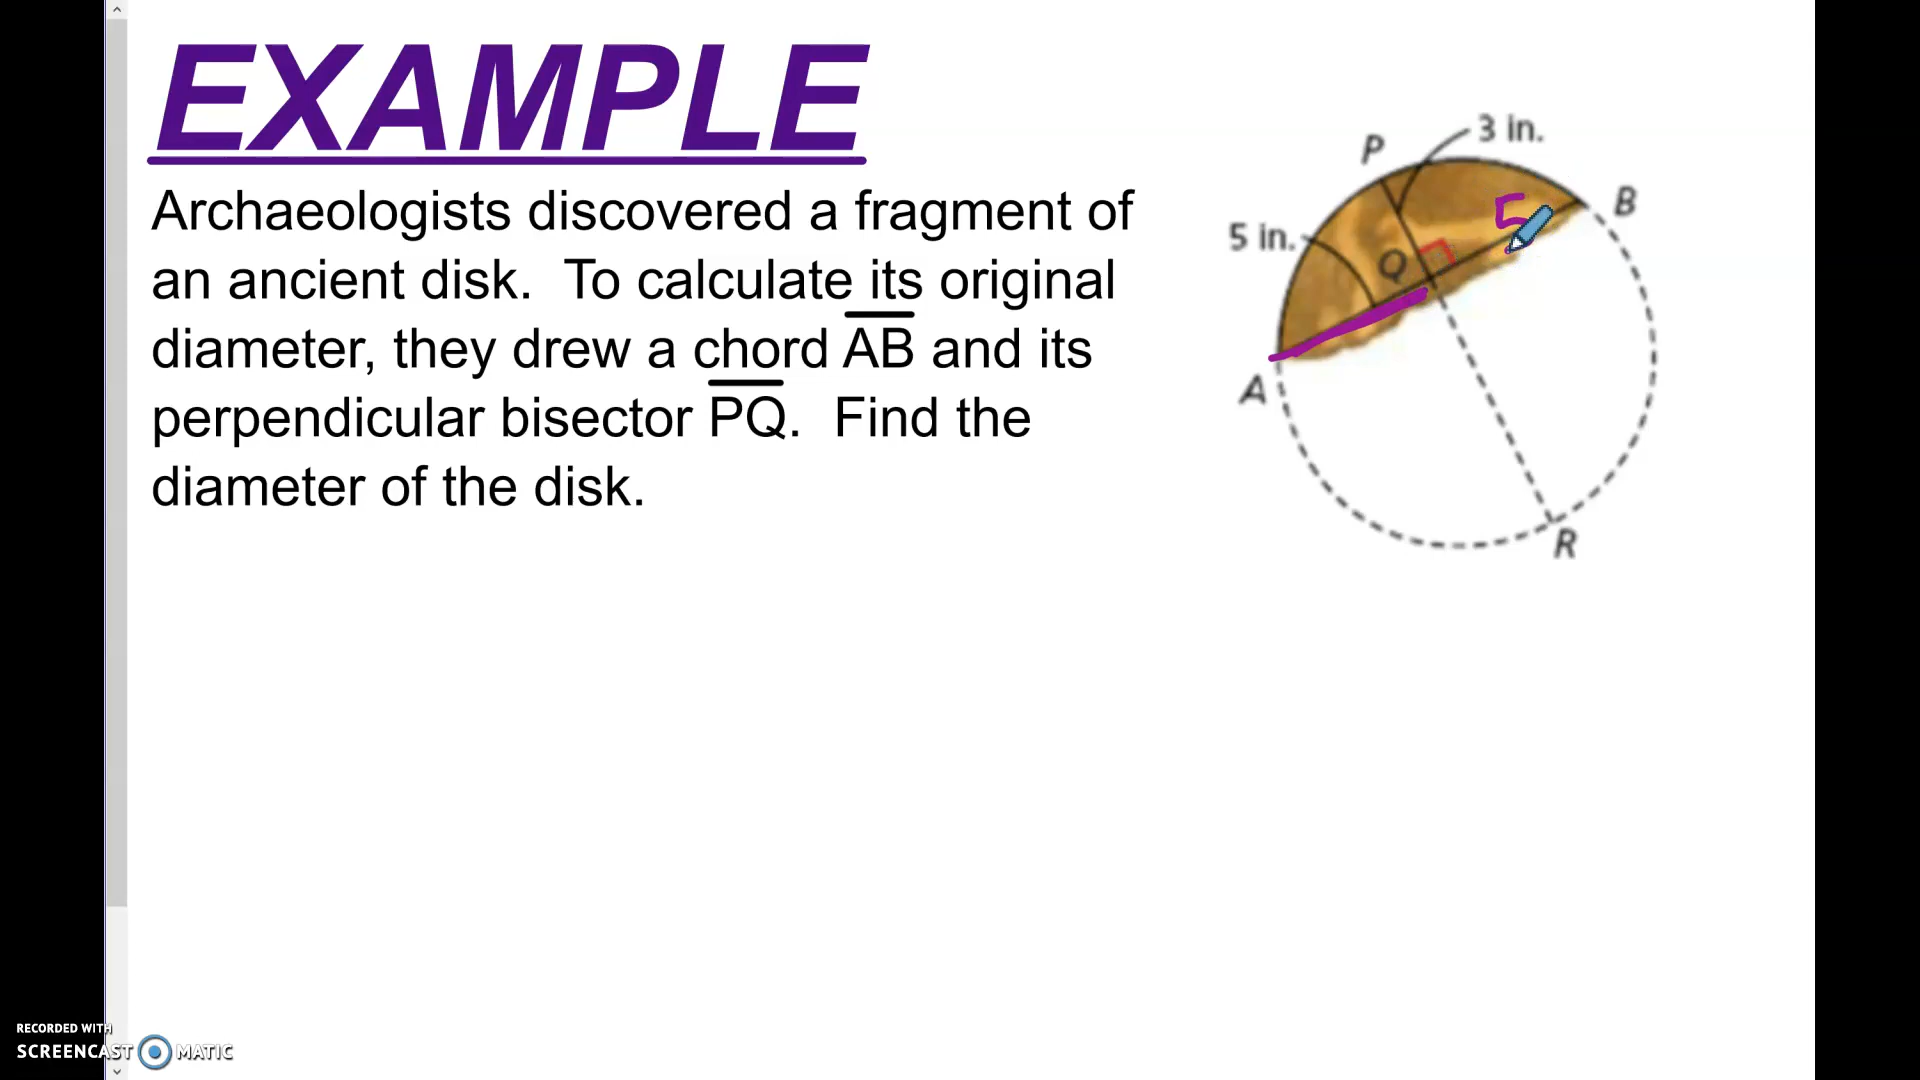 EXAMPLE
Archaeologists discovered a fragment of
an ancient disk. To calculate its original
diameter, they drew a chord AB and its
perpendicular bisector PQ. Find the
diameter of the disk.
3 in.
P
B
5
5 in.
Q
A
R
RECORDED WITH
SCREENCAST MATIC